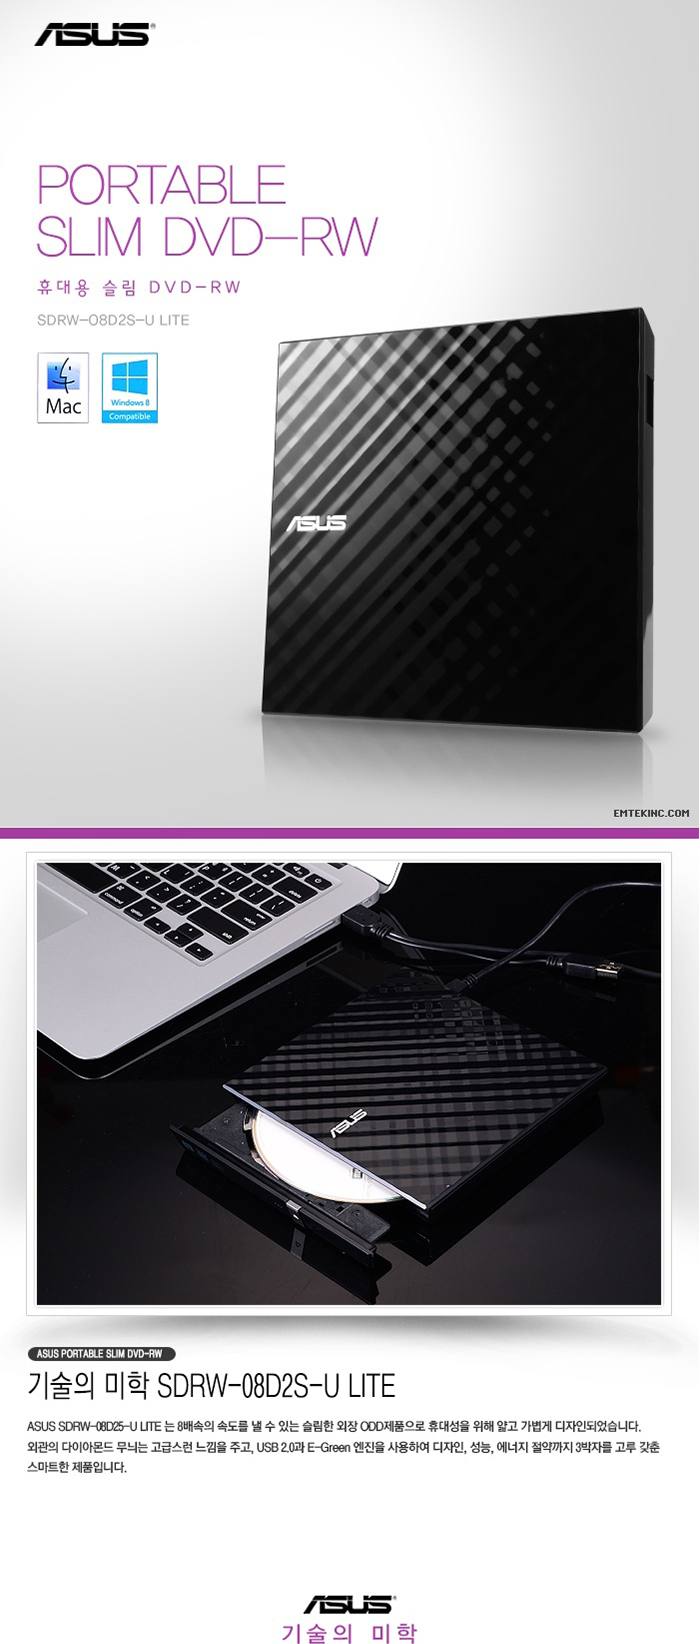 ASUS
PORTABLE
SLIM DVD-RW
휴대용 슬림 DVD-RW
SDRW-08D2S-U LITE
Mac
Windows 8
Compatible
ASUS
EMTEKINC.COM
ASUS
ASUS PORTABLE SLIM DVD-RW
기술의 미학 SDRW-08D2S-U LITE
ASUS SDRW-08D25-U LITE 는 8배속의 속도를 낼 수 있는 슬림한 외장 ODD제품으로 휴대성을 위해 얇고 가볍게 디자인되었습니다.
외관의 다이아몬드 무늬는 고급스런 느낌을 주고, USB 2.0과 E-Green 엔진을 사용하여 디자인, 성능, 에너지 절약까지 3박자를 고루 갖춘
스마트한 제품입니다.
ASUS
기술의 미학